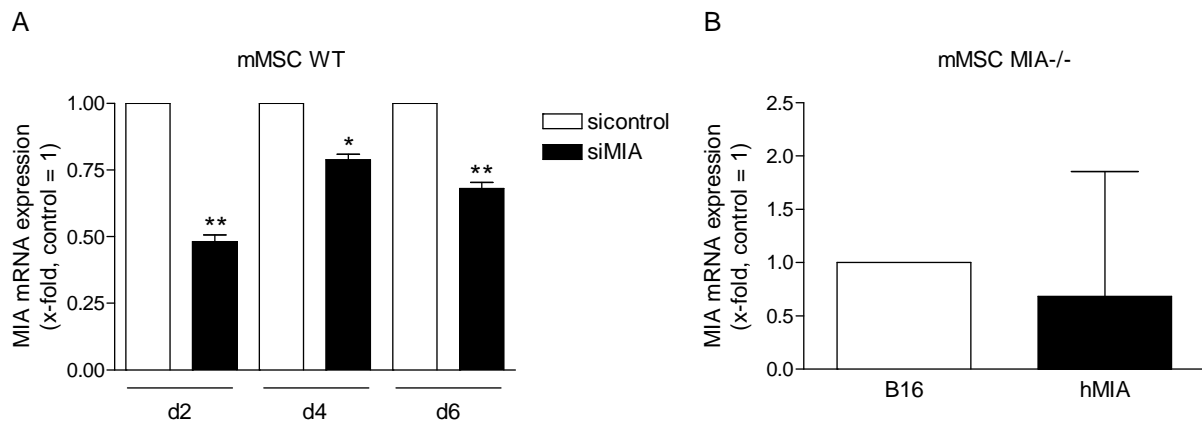 A
mMSC WT
MIA mRNA expression
(x-fold, control = 1)
1.00
0.75
0.50
0.25
0.00
**
*
**
d2
d4
d6
sicontrol
siMIA
B
mMSC MIA-/-
MIA mRNA expression
(x-fold, control = 1)
2.5
2.0
1.5
1.0
0.5
0.0
B16
hMIA